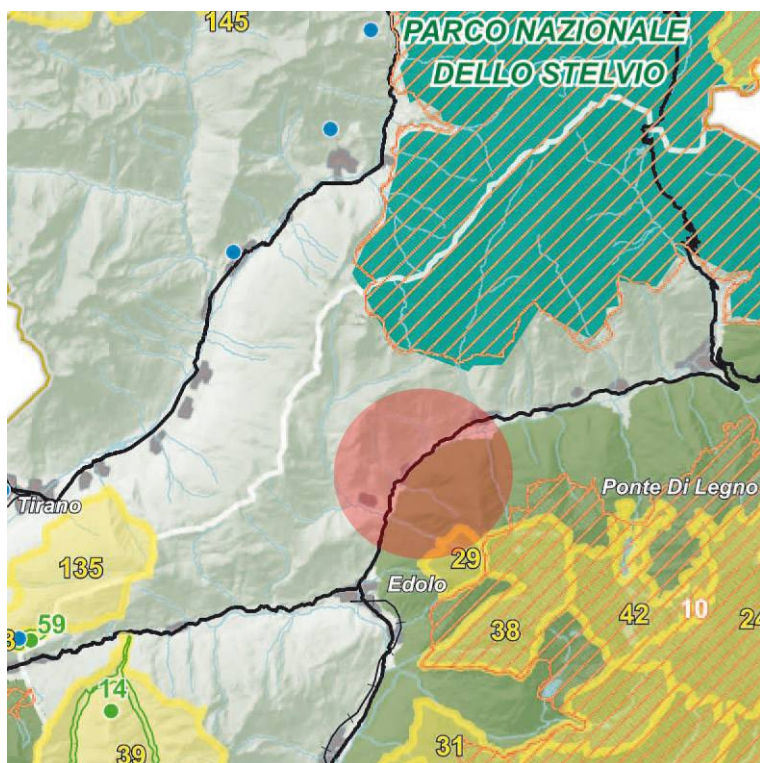 145
PARCO NAZIONALE
DELLO STELVIO
Tirano
Ponte Di Legno
135
29
Edolo
59
38
42
10
24
14
39
31